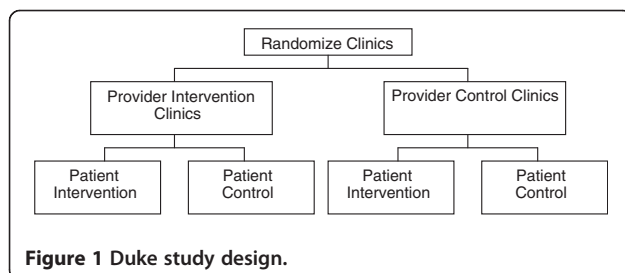 Randomize Clinics
Provider Intervention
Clinics
Provider Control Clinics
Patient
Intervention
Patient
Control
Patient
Intervention
Patient
Control
Figure 1 Duke study design.